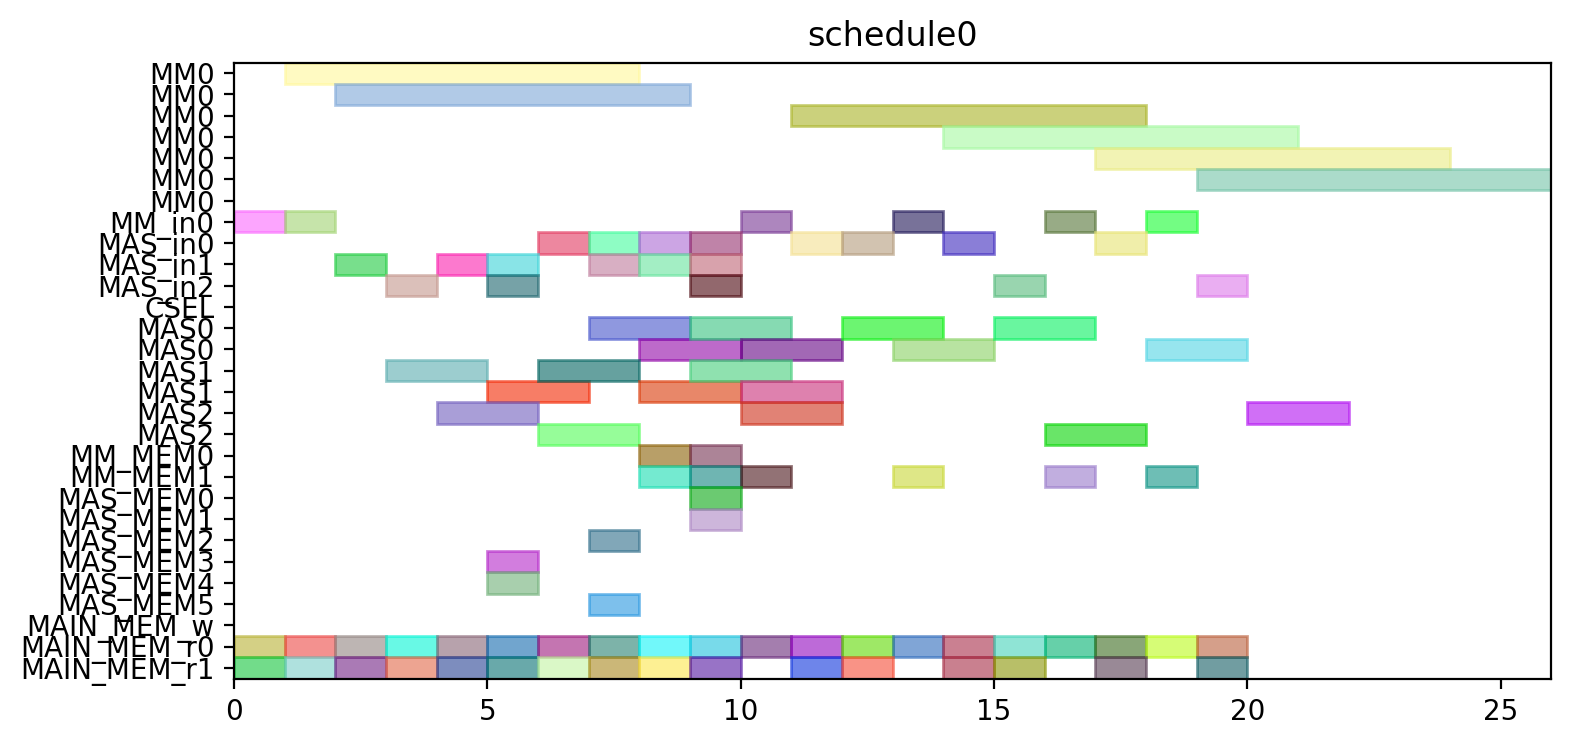 schedule0
MM0
MM0
MM0
MM0
MM0
MM0
MM0
MM_in0
MAS_in0
MAS_in1
MAS_in2
CSEL
MAS0
MAS0
MAS1
MAS1
MAS2
MAS2
MM_MEM0
MM_MEM1
MAS_MEM0
MAS_MEM1
MAS_MEM2
MAS_MEM3
MAS_MEM4
MAS_MEM5
MAIN_MEM_w
MAIN_MEM_r0
MAIN_MEM_r1
0 5 10 15 20 25